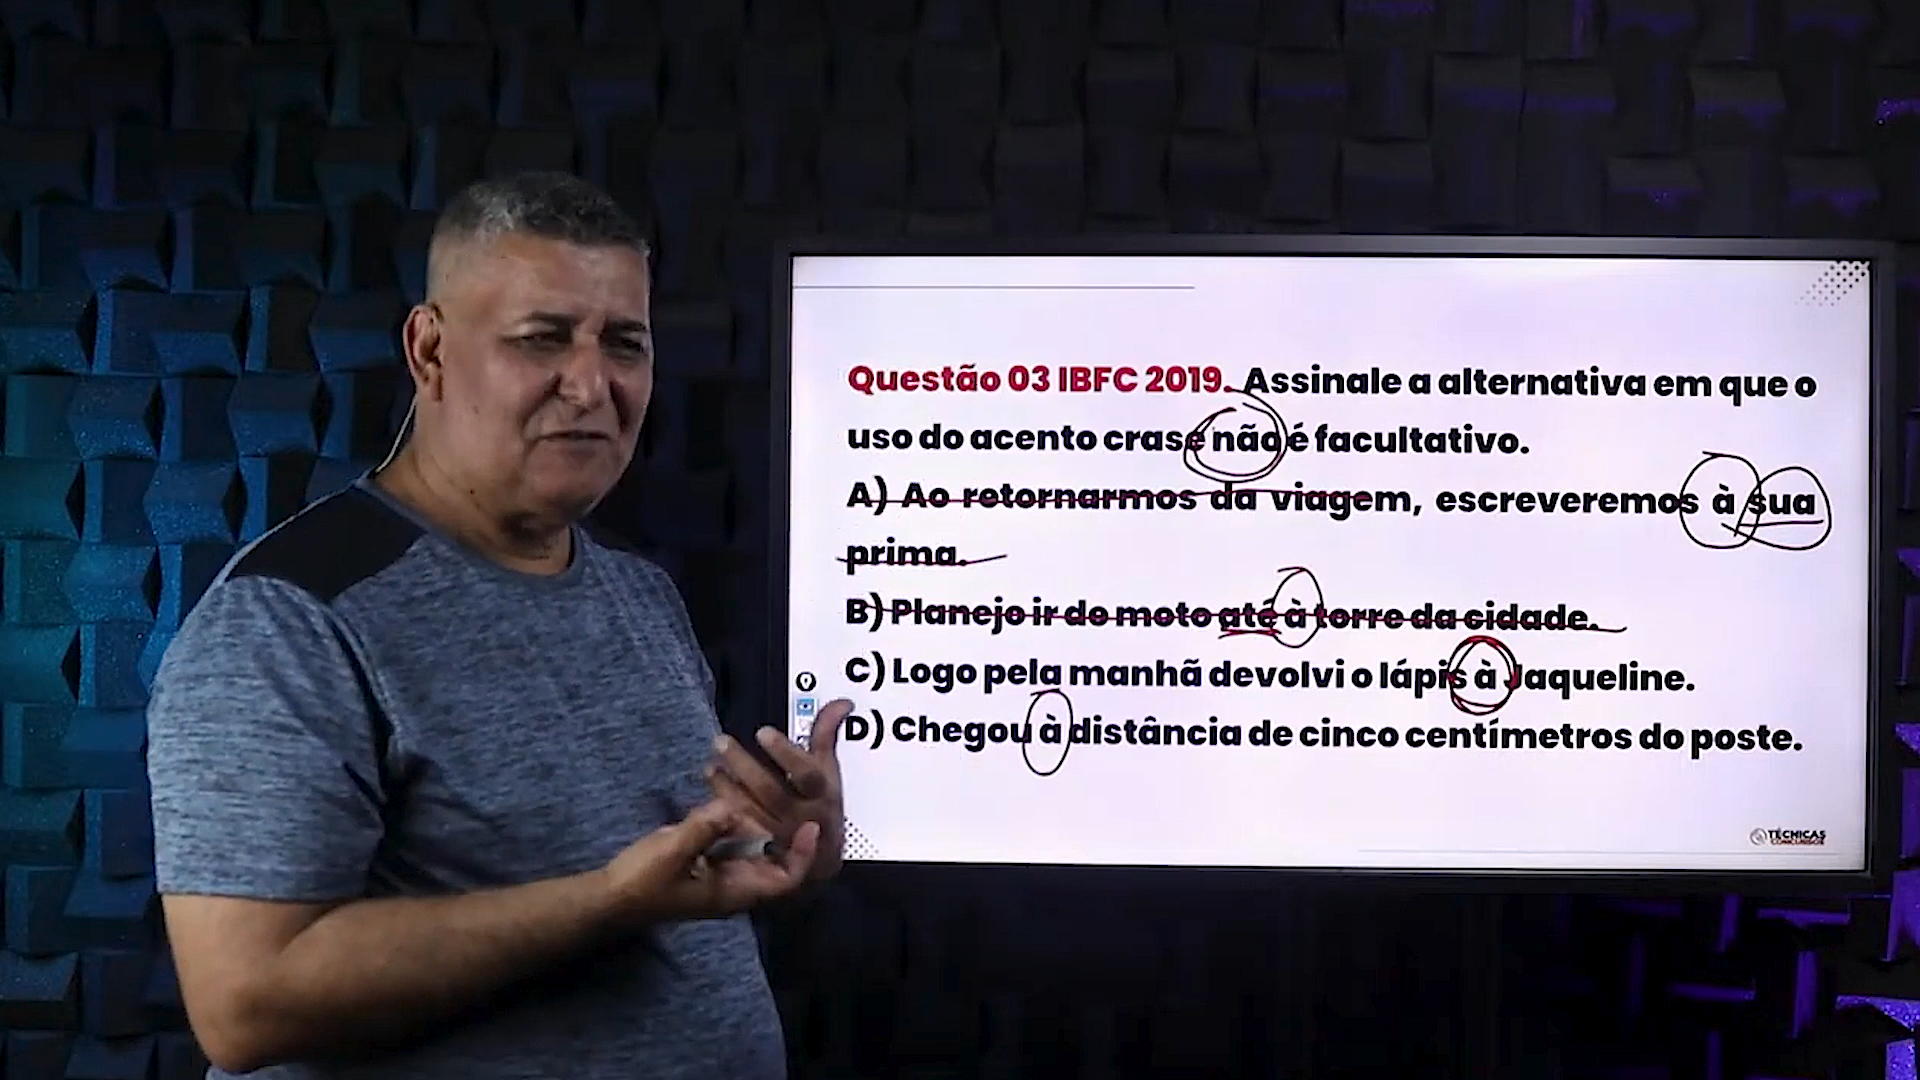 Questão 03 IBFC 2019. Assinale a alternativa em que o
uso do acento crase não é facultativo.
A) Ao retornarmos da viagem, escreveremos à sua
prima.
B) Planejo ir de moto até à torre da cidade.
C) Logo pela manhã devolvi o lápis à Jaqueline.
D) Chegou à distância de cinco centímetros do poste.
TÉCNICAS
CONCURSOS